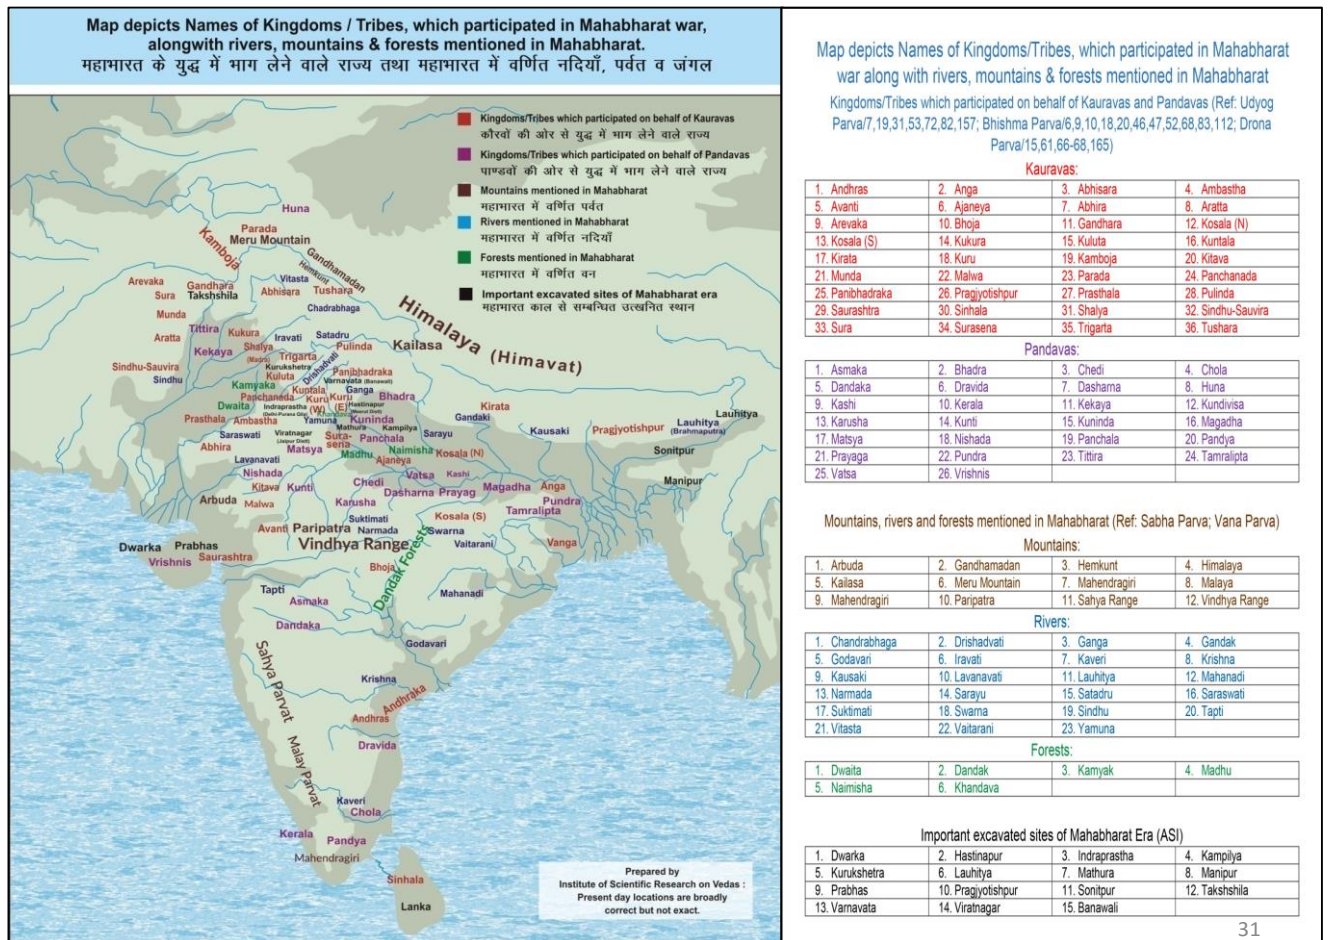 Map depicts Names of Kingdoms / Tribes, which participated in Mahabharat war,
alongwith rivers, mountains & forests mentioned in Mahabharat.
महाभारत के युद्ध में भाग लेने वाले राज्य तथा महाभारत में वर्णित नदियाँ, पर्वत व जंगल
Kingdoms/Tribes which participated on behalf of Kauravas
कौरवों की ओर से युद्ध में भाग लेने वाले राज्य
Kingdoms/Tribes which participated on behalf of Pandavas
पाण्डवों की ओर से युद्ध में भाग लेने वाले राज्य
Mountains mentioned in Mahabharat
महाभारत में वर्णित पर्वत
Rivers mentioned in Mahabharat
महाभारत में वर्णित नदियाँ
Forests mentioned in Mahabharat
महाभारत में वर्णित वन
Important excavated sites of Mahabharat era
महाभारत काल से सम्बन्धित उत्खनित स्थान
Huna
Parada
Kamboja
Meru Mountain
Gandhamadan
Hemkunt
Arevaka
Gandhara
Vitasta
Sura
Takshshila
Abhisara
Tushara
Himalaya (Himavat)
Munda
Chadrabhaga
Tittira
Aratta
Kukura
Iravati
Satadru
Kekaya
Shalya
(Madra)
Pulinda
Kailasa
Trigarta
Drishadvati
Sindhu-Sauvira
Kurukshetra
Panibhadraka
Sindhu
Kuluta
Varnavata (Banawali)
Kamyaka
Kuntala
Ganga
Bhadra
Panchanada
Kuru
(W)
Kuru
(E)
Hastinapur
(Meerut Distt)
Dwaita
Indraprastha
(Delhi-Purana Qila)
Khandava
Kirata
Lauhitya
Prasthala
Ambastha
Yamuna
Kuninda
Gandaki
Lauhitya
(Brahmaputra)
Saraswati
Viratnagar
(Jaipur Distt)
Mathura
Kampilya
Sarayu
Kausaki
Pragjyotishpur
Abhira
Matsya
Sura-
sena
Panchala
Sonitpur
Lavanavati
Madhu
Naimisha
Ajaneya
Kosala (N)
Nishada
Vatsa
Kashi
Manipur
Kitava
Kunti
Chedi
Dasharna
Prayag
Magadha
Anga
Arbuda
Malwa
Karusha
Pundra
Tamralipta
Suktimati
Kosala (S)
Avanti
Paripatra
Narmada
Swarna
Dwarka
Prabhas
Vindhya Range
Vaitarani
Vanga
Vrishnis
Saurashtra
Bhoja
Dandak Forests
Tapti
Asmaka
Mahanadi
Dandaka
Sahya Parvat
Godavari
Krishna
Andhraka
Andhras
Malay Parvat
Dravida
Kaveri
Chola
Kerala
Pandya
Mahendragiri
Sinhala
Lanka
Prepared by
Institute of Scientific Research on Vedas :
Present day locations are broadly
correct but not exact.
Map depicts Names of Kingdoms/Tribes, which participated in Mahabharat
war along with rivers, mountains & forests mentioned in Mahabharat
Kingdoms/Tribes which participated on behalf of Kauravas and Pandavas (Ref: Udyog
Parva/7,19,31,53,72,82,157; Bhishma Parva/6,9,10,18,20,46,47,52,68,83,112; Drona
Parva/15,61,66-68,165)
Kauravas:
1. Andhras 2. Anga 3. Abhisara 4. Ambastha
5. Avanti 6. Ajaneya 7. Abhira 8. Aratta
9. Arevaka 10. Bhoja 11. Gandhara 12. Kosala (N)
13. Kosala (S) 14. Kukura 15. Kuluta 16. Kuntala
17. Kirata 18. Kuru 19. Kamboja 20. Kitava
21. Munda 22. Malwa 23. Parada 24. Panchanada
25. Panibhadraka 26. Pragjyotishpur 27. Prasthala 28. Pulinda
29. Saurashtra 30. Sinhala 31. Shalya 32. Sindhu-Sauvira
33. Sura 34. Surasena 35. Trigarta 36. Tushara
Pandavas:
1. Asmaka 2. Bhadra 3. Chedi 4. Chola
5. Dandaka 6. Dravida 7. Dasharna 8. Huna
9. Kashi 10. Kerala 11. Kekaya 12. Kundivisa
13. Karusha 14. Kunti 15. Kuninda 16. Magadha
17. Matsya 18. Nishada 19. Panchala 20. Pandya
21. Prayaga 22. Pundra 23. Tittira 24. Tamralipta
25. Vatsa 26. Vrishnis
Mountains, rivers and forests mentioned in Mahabharat (Ref: Sabha Parva; Vana Parva)
Mountains:
1. Arbuda 2. Gandhamadan 3. Hemkunt 4. Himalaya
5. Kailasa 6. Meru Mountain 7. Mahendragiri 8. Malaya
9. Mahendragiri 10. Paripatra 11. Sahya Range 12. Vindhya Range
Rivers:
1. Chandrabhaga 2. Drishadvati 3. Ganga 4. Gandak
5. Godavari 6. Iravati 7. Kaveri 8. Krishna
9. Kausaki 10. Lavanavati 11. Lauhitya 12. Mahanadi
13. Narmada 14. Sarayu 15. Satadru 16. Saraswati
17. Suktimati 18. Swarna 19. Sindhu 20. Tapti
21. Vitasta 22. Vaitarani 23. Yamuna
Forests:
1. Dwaita 2. Dandak 3. Kamyak 4. Madhu
5. Naimisha 6. Khandava
Important excavated sites of Mahabharat Era (ASI)
1. Dwarka 2. Hastinapur 3. Indraprastha 4. Kampilya
5. Kurukshetra 6. Lauhitya 7. Mathura 8. Manipur
9. Prabhas 10. Pragjyotishpur 11. Sonitpur 12. Takshshila
13. Varnavata 14. Viratnagar 15. Banawali
31